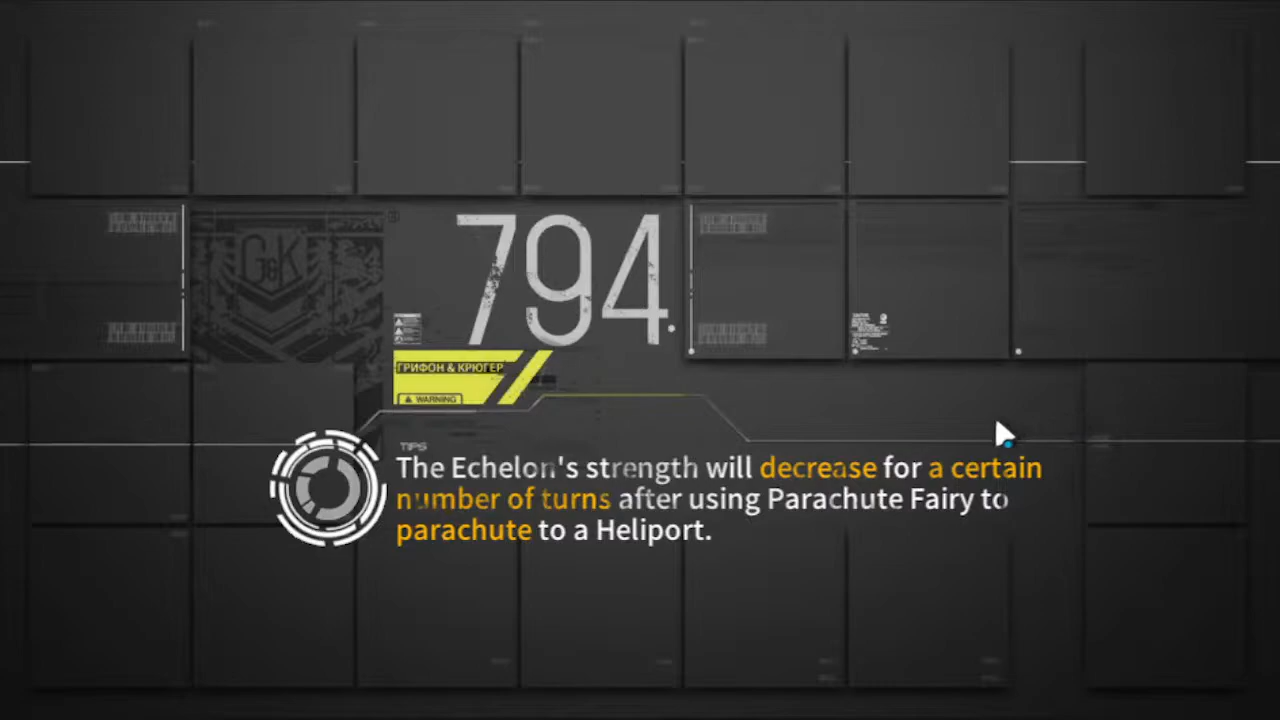 G&K
794.
ГРИФОН & КРЮГЕР
WARNING
TIPS
The Echelon's strength will decrease for a certain
number of turns after using Parachute Fairy to
parachute to a Heliport.